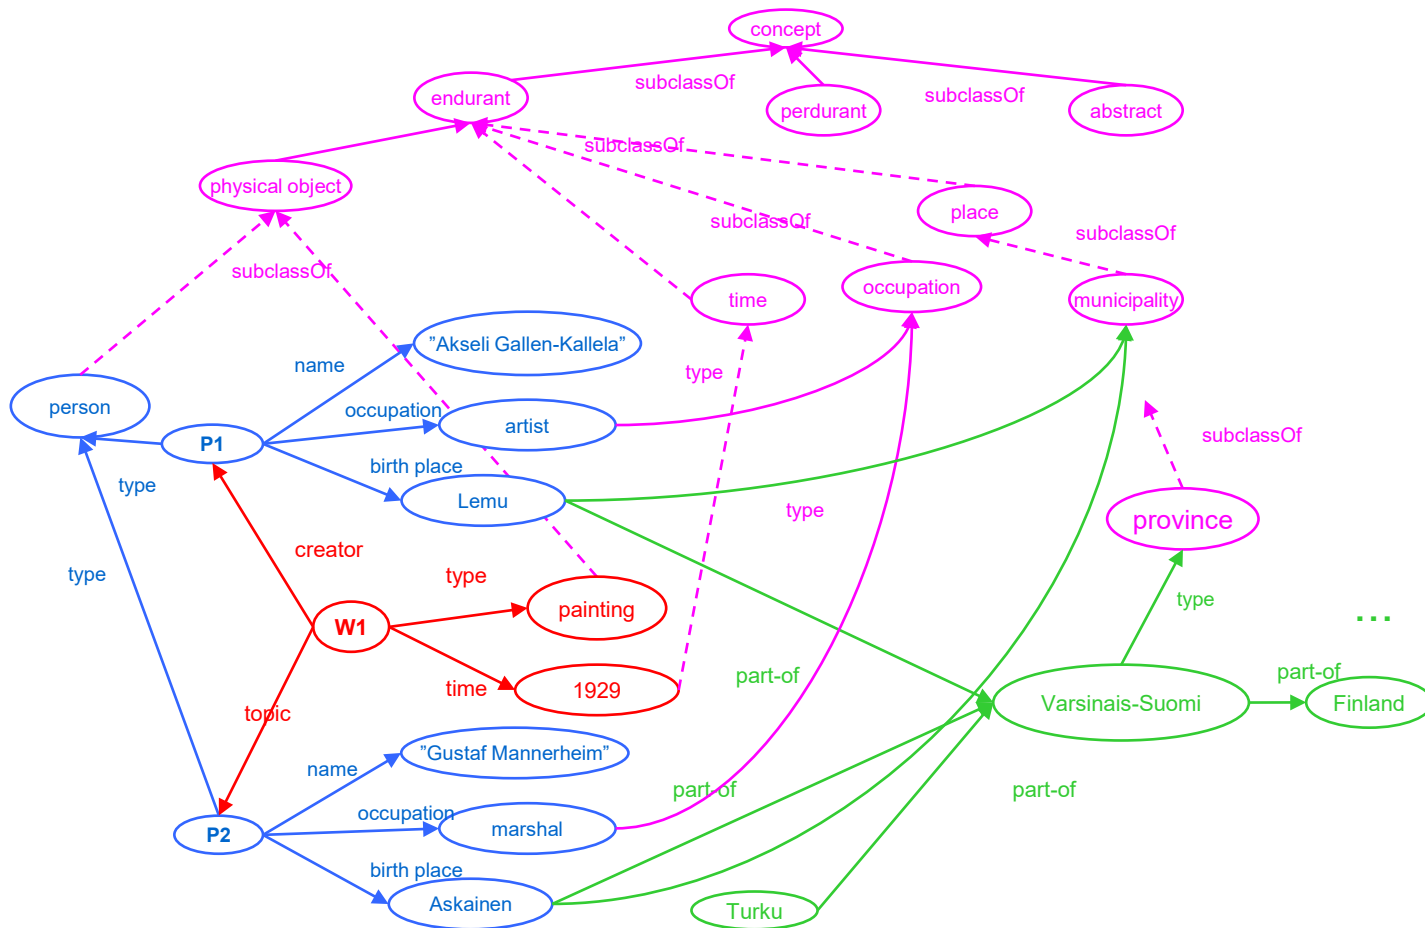 concept
subclassOf
subclassOf
endurant
perdurant
abstract
subclassOf
physical object
place
subclassOf
subclassOf
subclassOf
time
occupation
municipality
"Akseli Gallen-Kallela"
name
type
person
occupation
artist
P1
subclassOf
birth place
type
Lemu
type
province
creator
type
type
painting
type
W1
...
part-of
part-of
time
1929
Varsinais-Suomi
Finland
topic
"Gustaf Mannerheim"
name
part-of
part-of
occupation
marshal
P2
birth place
Askainen
Turku